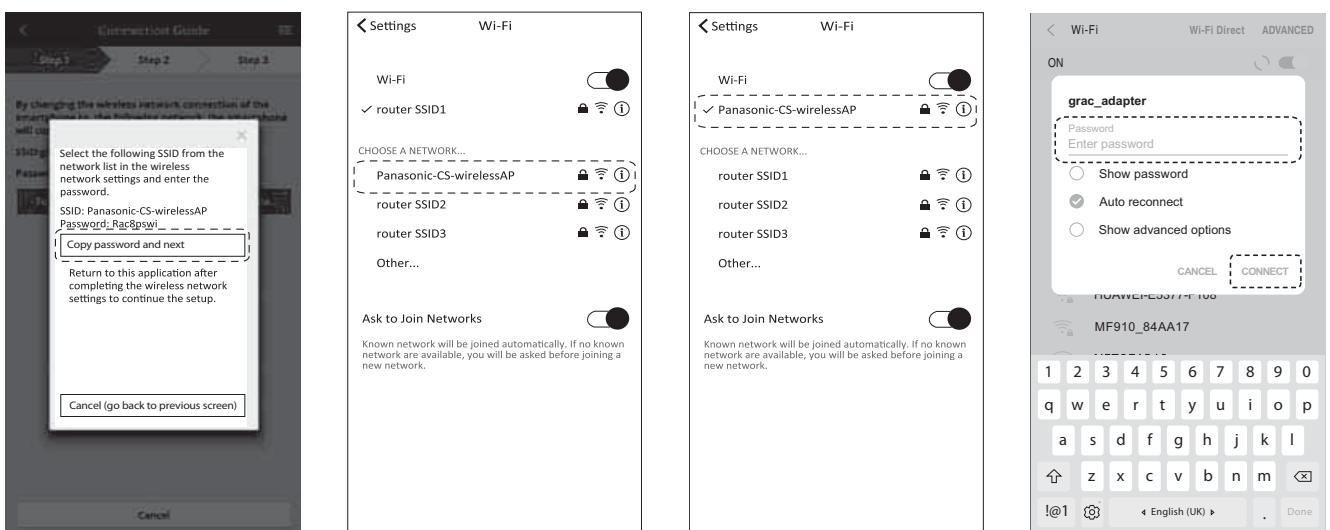 Connection Guide
Step 1
Step 2
Step 3
By changing the wireless network connection of the
Select the following SSID from the
network list in the wireless
network settings and enter the
password.
SSID: Panasonic-CS-wirelessAP
Password: Rac8pswi
Copy password and next
Return to this application after
completing the wireless network
settings to continue the setup.
Cancel (go back to previous screen)
Cancel
Settings
Wi-Fi
Wi-Fi
router SSID1
CHOOSE A NETWORK...
Panasonic-CS-wirelessAP
router SSID2
router SSID3
Other...
Ask to Join Networks
Known network will be joined automatically. If no known
network are available, you will be asked before joining a
new network.
Settings
Wi-Fi
Wi-Fi
Panasonic-CS-wirelessAP
CHOOSE A NETWORK...
router SSID1
router SSID2
router SSID3
Other...
Ask to Join Networks
Known network will be joined automatically. If no known
network are available, you will be asked before joining a
new network.
Wi-Fi
Wi-Fi Direct
ADVANCED
ON
grac_adapter
Password
Enter password
Show password
Auto reconnect
Show advanced options
CANCEL
CONNECT
MF910_84AA17
1 2 3 4 5 6 7 8 9 0
q w e r t y u i o p
a s d f g h j k l
z x c v b n m
!@1
English (UK)
.
Done